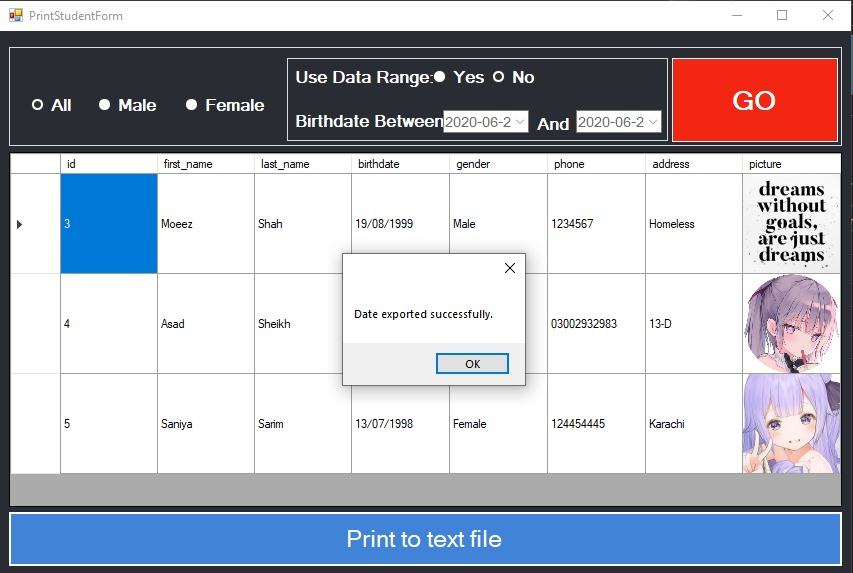 PrintStudentForm
Use Data Range: Yes No
All Male Female
Birthdate Between 2020-06-2 And 2020-06-2
GO
id first_name last_name birthdate gender phone address picture
3 Moeez Shah 19/08/1999 Male 1234567 Homeless
dreams
without
goals,
are just
dreams
Date exported successfully.
OK
4 Asad Sheikh 03002932983 13-D
5 Saniya Sarim 13/07/1998 Female 124454445 Karachi
Print to text file